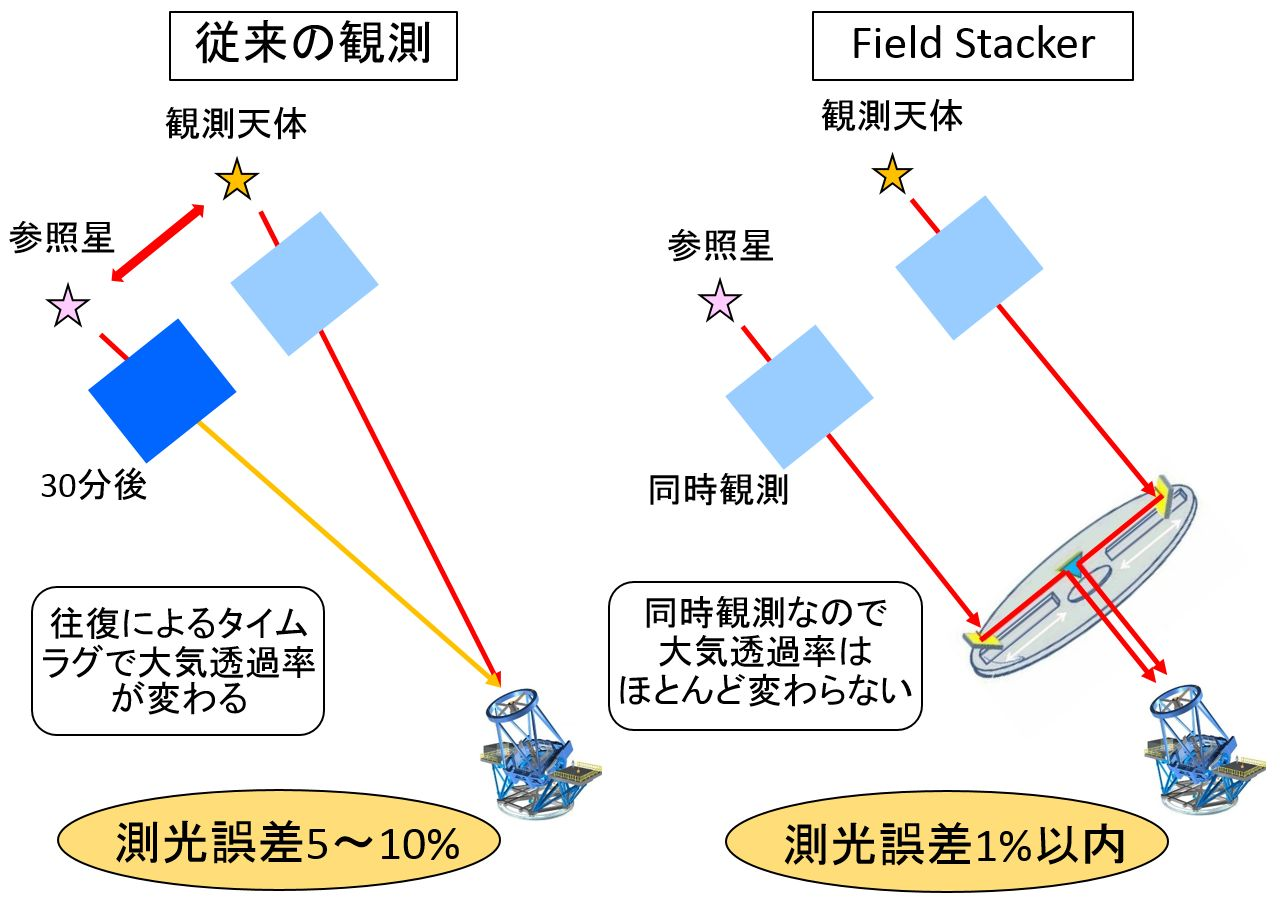 従来の観測
観測天体
参照星
30分後
往復によるタイム
ラグで大気透過率
が変わる
測光誤差5～10%
Field Stacker
観測天体
参照星
同時観測
同時観測なので
大気透過率は
ほとんど変わらない
測光誤差1%以内